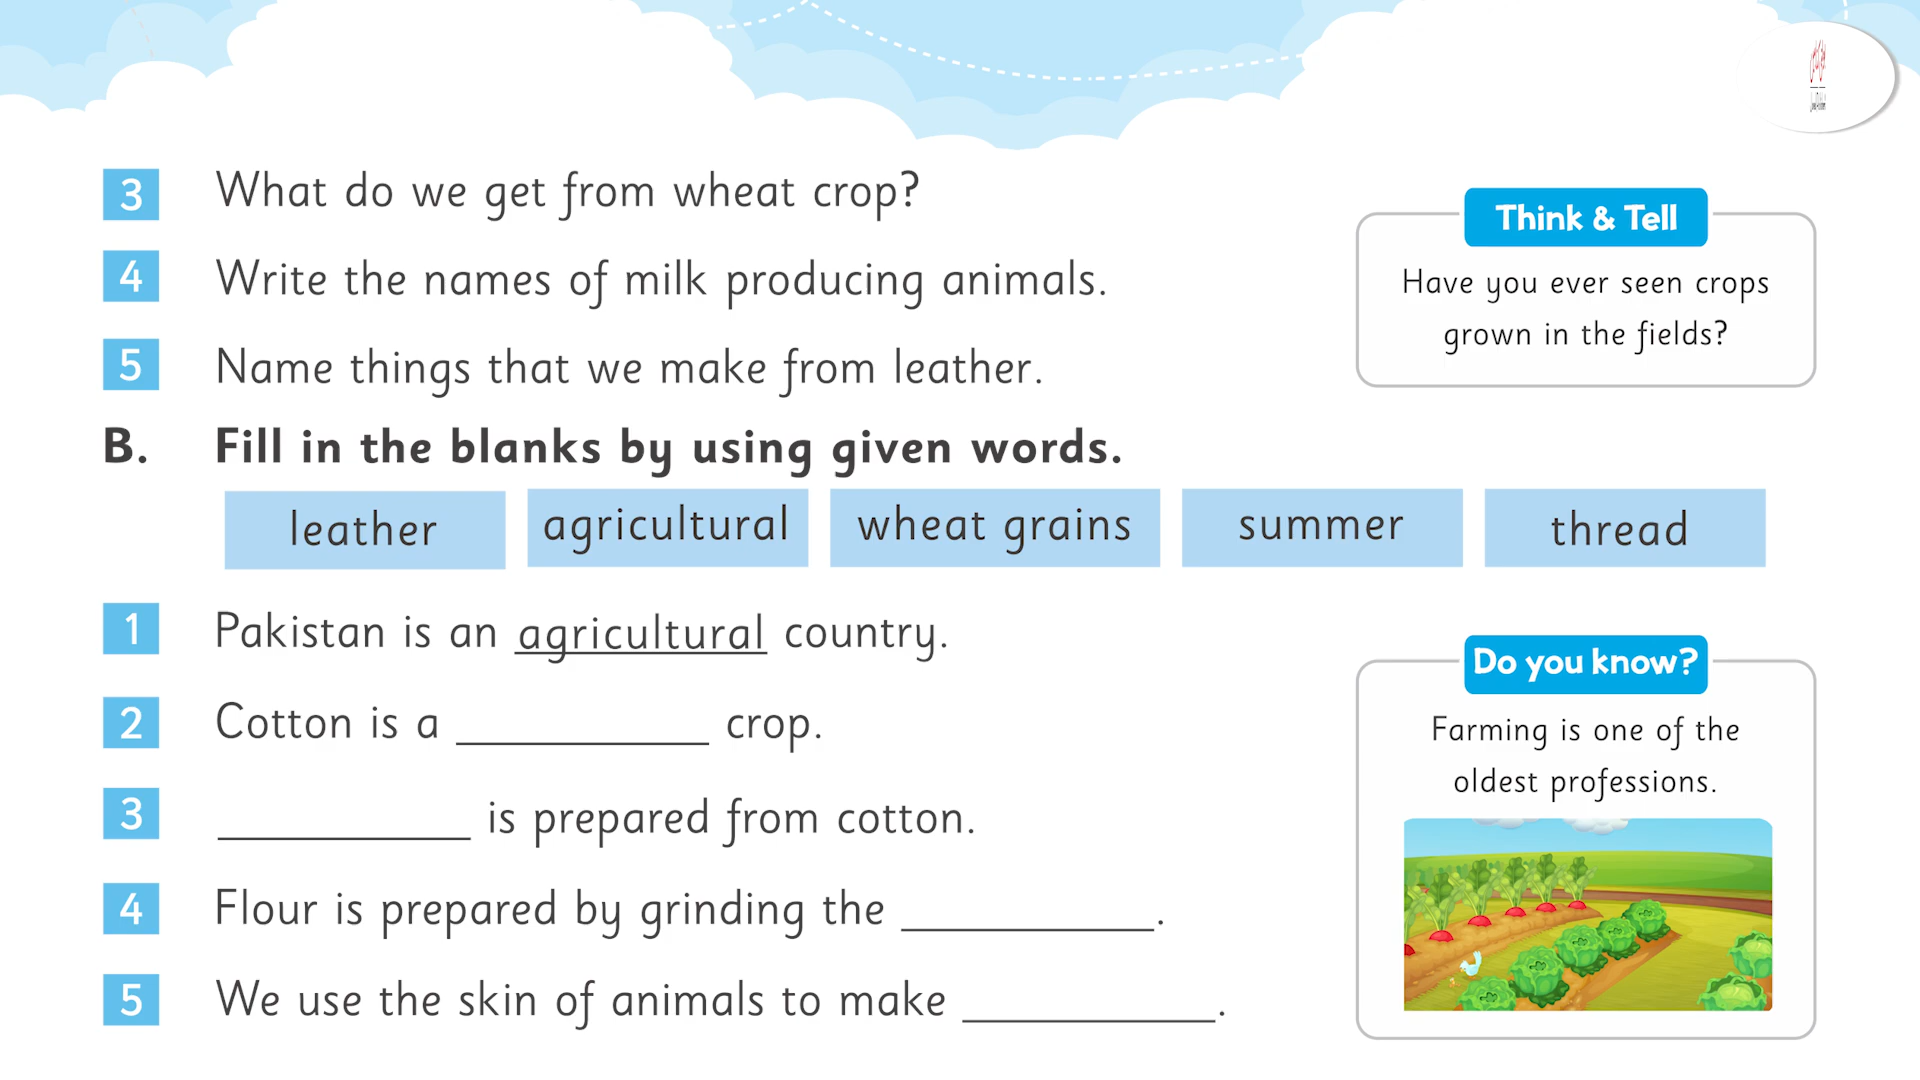 3 What do we get from wheat crop?
4 Write the names of milk producing animals.
5 Name things that we make from leather.
Think & Tell
Have you ever seen crops
grown in the fields?
B. Fill in the blanks by using given words.
leather agricultural wheat grains summer thread
1 Pakistan is an agricultural country.
2 Cotton is a __________ crop.
3 __________ is prepared from cotton.
4 Flour is prepared by grinding the __________.
5 We use the skin of animals to make __________.
Do you know?
Farming is one of the
oldest professions.